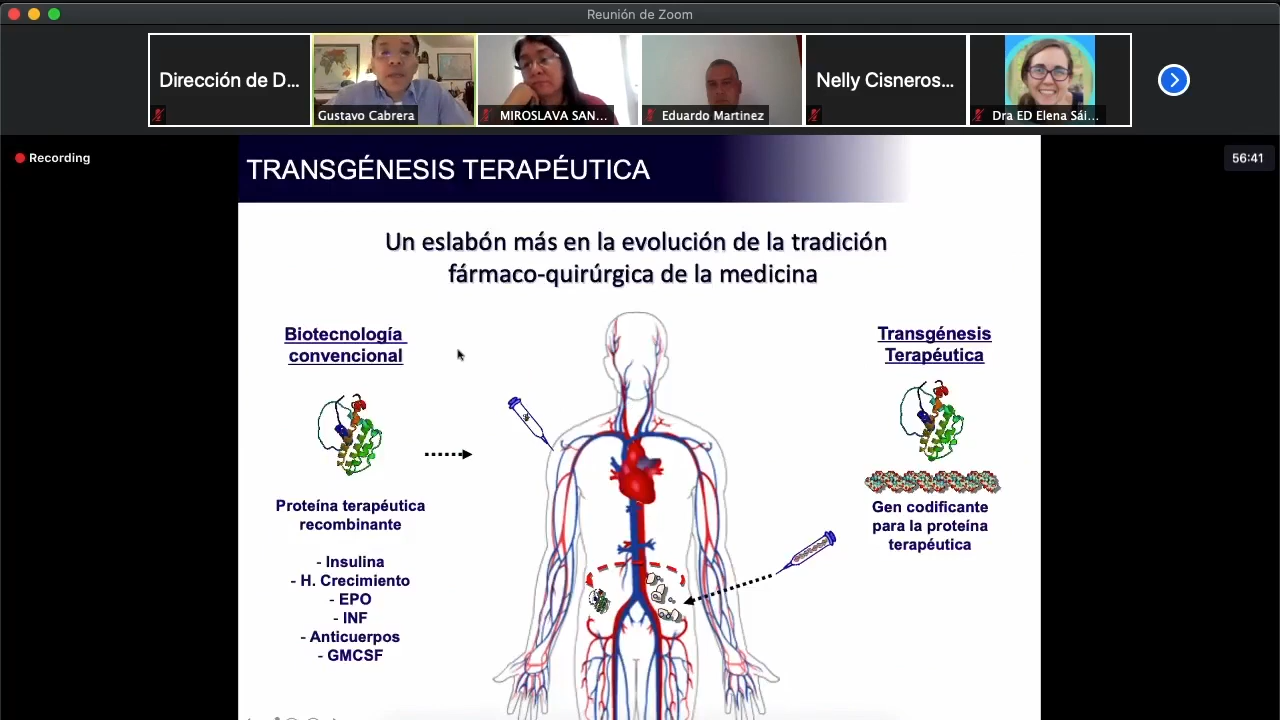 Reunión de Zoom
Dirección de D...
Gustavo Cabrera
MIROSLAVA SAN...
Eduardo Martinez
Nelly Cisneros...
Dra ED Elena Sái...
Recording
56:41
TRANSGÉNESIS TERAPÉUTICA
Un eslabón más en la evolución de la tradición
fármaco-quirúrgica de la medicina
Biotecnología
convencional
Proteína terapéutica
recombinante
- Insulina
- H. Crecimiento
- EPO
- INF
- Anticuerpos
- GMCSF
Transgénesis
Terapéutica
Gen codificante
para la proteína
terapéutica